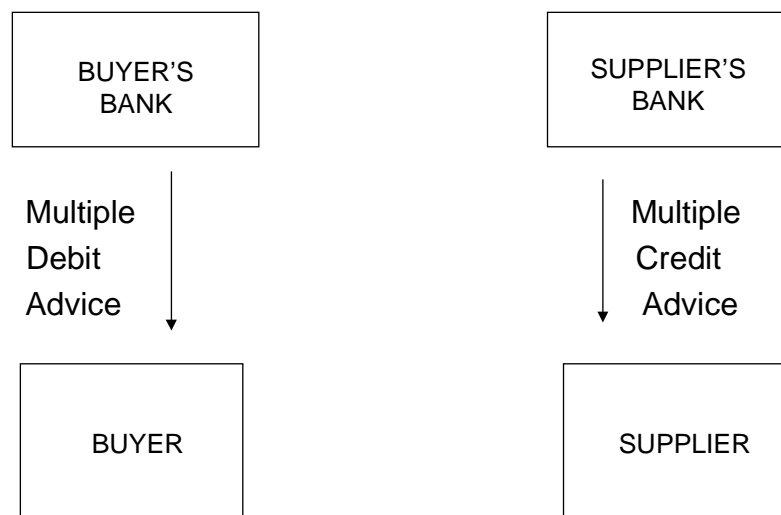 BUYER'S
BANK
SUPPLIER'S
BANK
Multiple
Debit
Advice
Multiple
Credit
Advice
BUYER
SUPPLIER